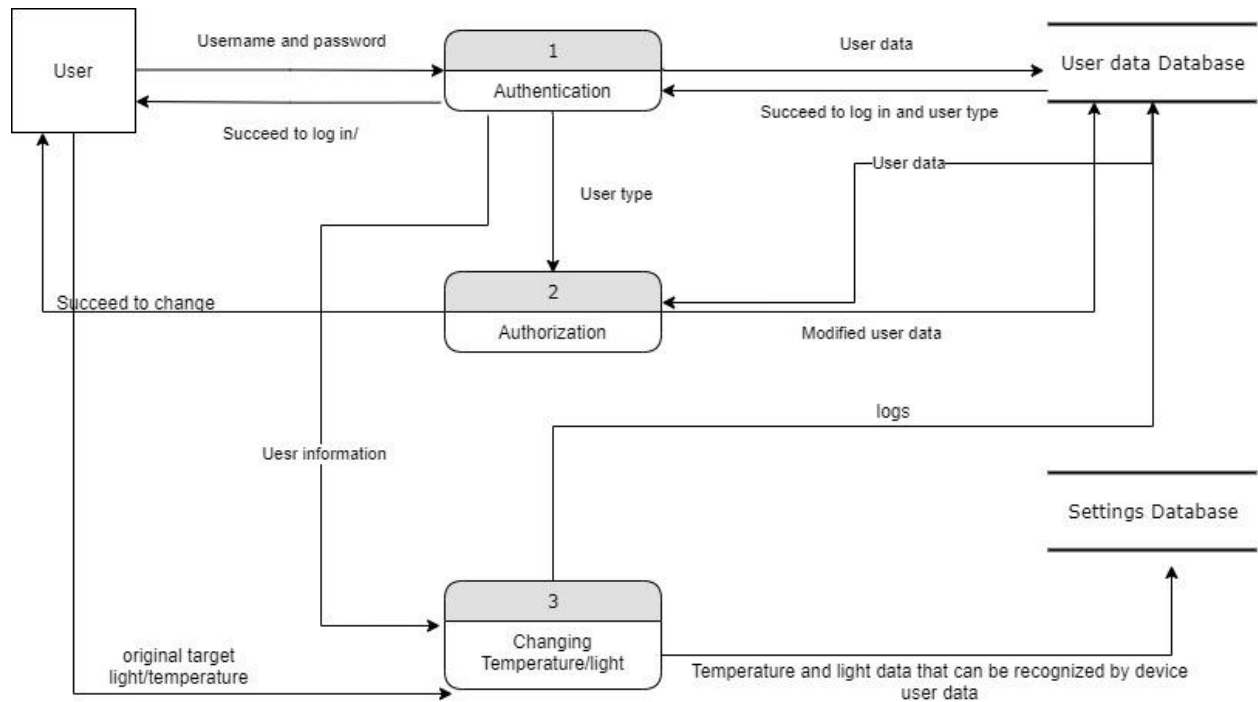 Username and password
1
User data
User
User data Database
Authentication
Succeed to log in/
Succeed to log in and user type
User data
User type
2
Succeed to change
Authorization
Modified user data
logs
Uesr information
Settings Database
3
Changing
Temperature/light
original target
light/temperature
Temperature and light data that can be recognized by device
user data